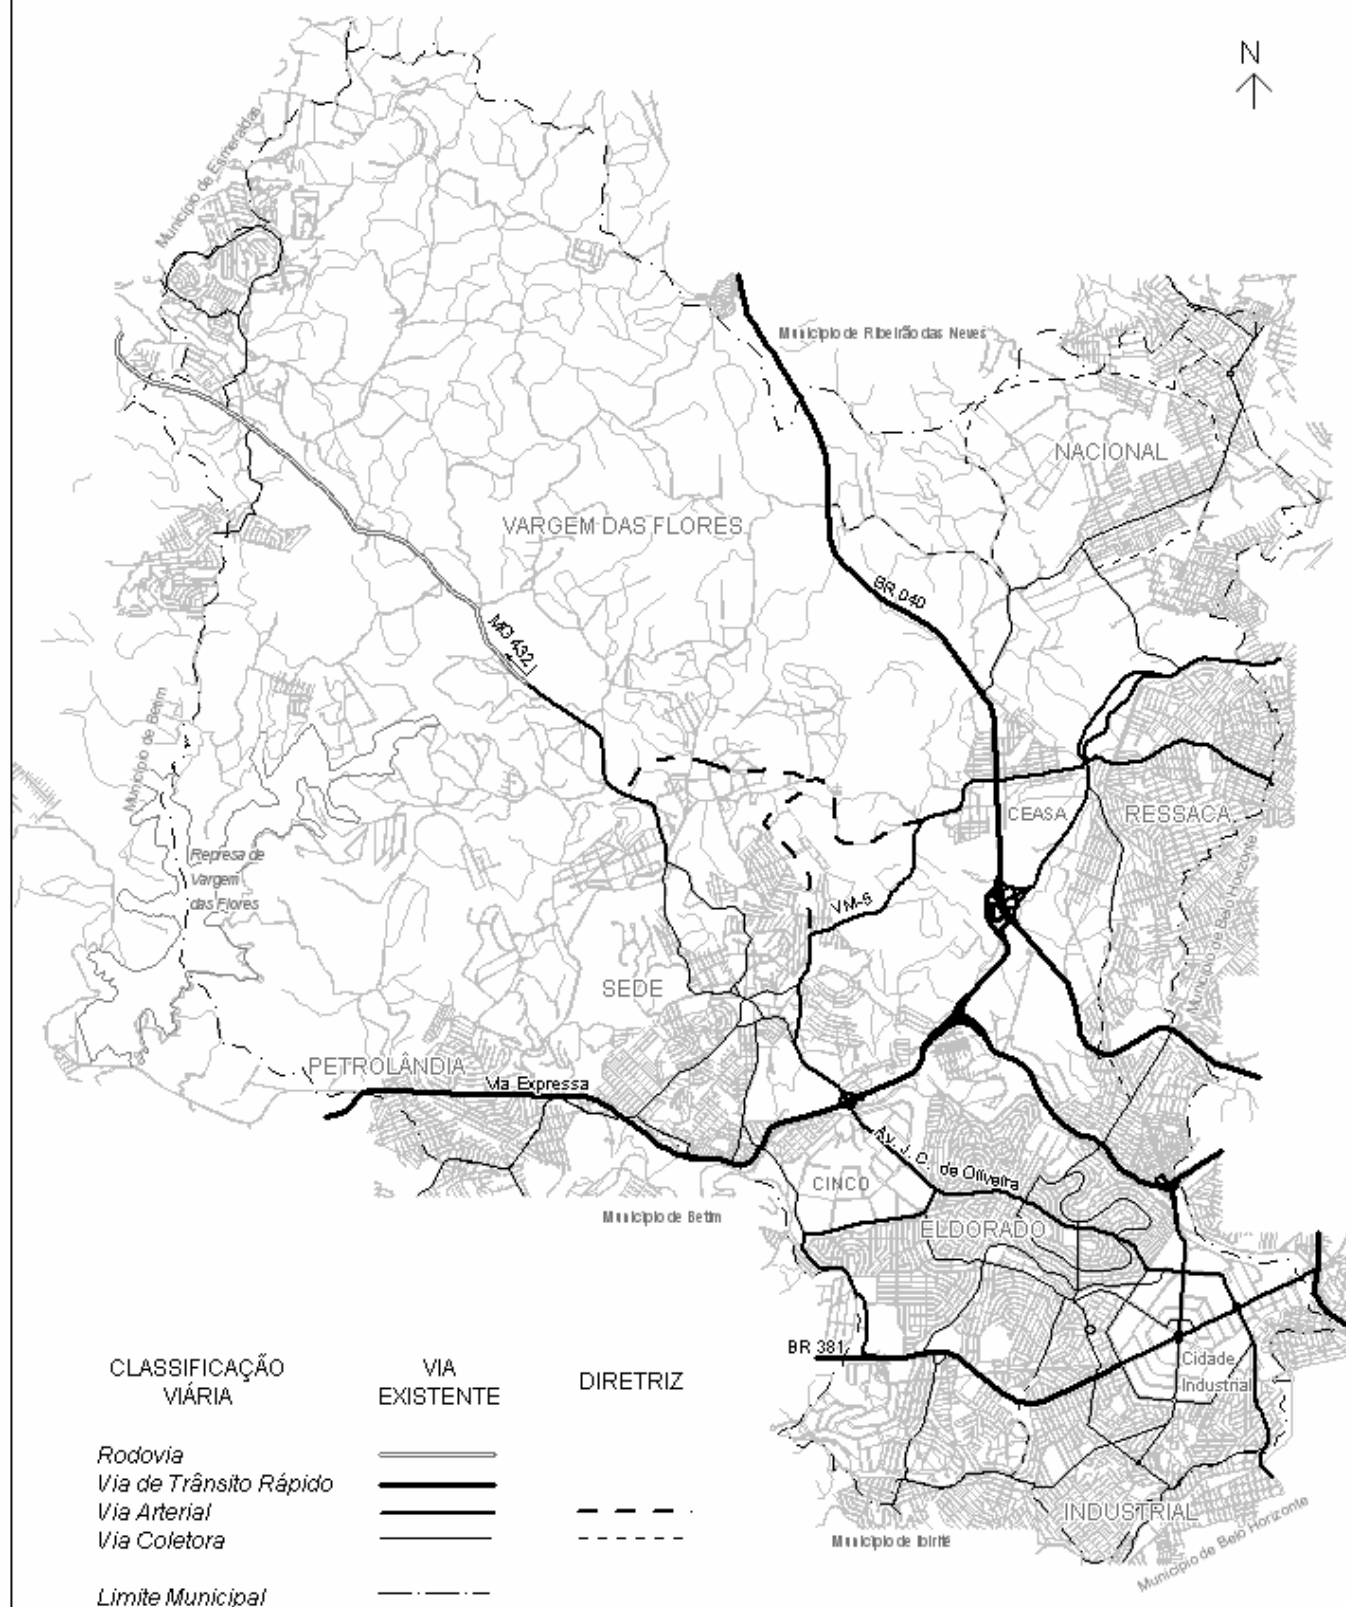 N
Município de Esmeraldas
Município de Ribeirão das Neves
NACIONAL
VARGEM DAS FLORES
BR 040
MG 432
Município de Betim
CEASA
RESSACA
Represa de
Vargem
das Flores
VM-5
Município de Belo Horizonte
SEDE
PETROLÂNDIA
Via Expressa
Av. J. C. de Oliveira
CINCO
Município de Betim
ELDORADO
BR 381
Cidade
Industrial
INDUSTRIAL
Município de Ibirité
Município de Belo Horizonte
CLASSIFICAÇÃO
VIÁRIA
VIA
EXISTENTE
DIRETRIZ
Rodovia
Via de Trânsito Rápido
Via Arterial
Via Coletora
Limite Municipal